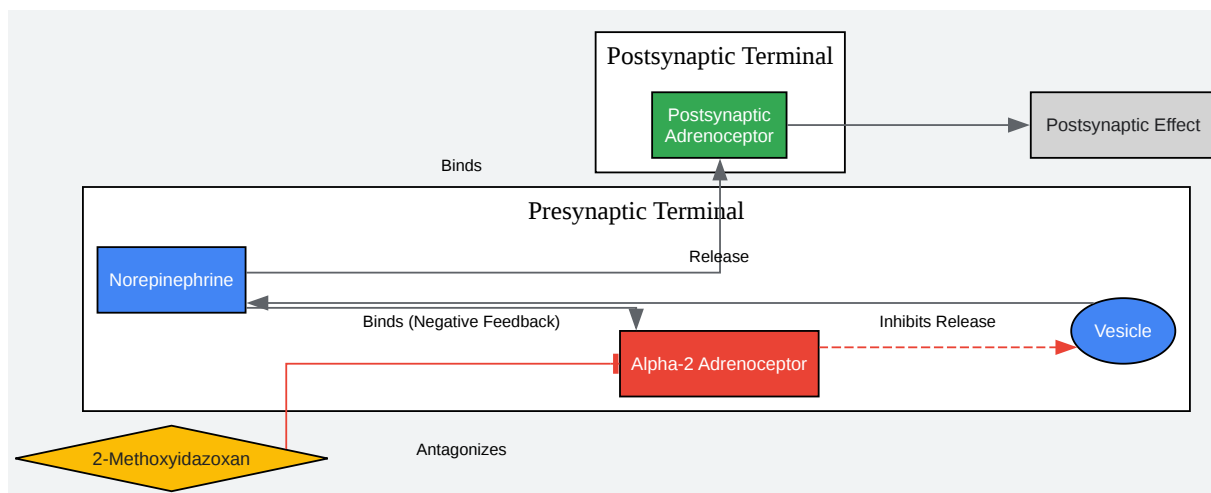 Postsynaptic Terminal
Postsynaptic
Adrenoceptor
Postsynaptic Effect
Binds
Presynaptic Terminal
Release
Norepinephrine
Binds (Negative Feedback)
Inhibits Release
Vesicle
Alpha-2 Adrenoceptor
Antagonizes
2-Methoxyidazoxan